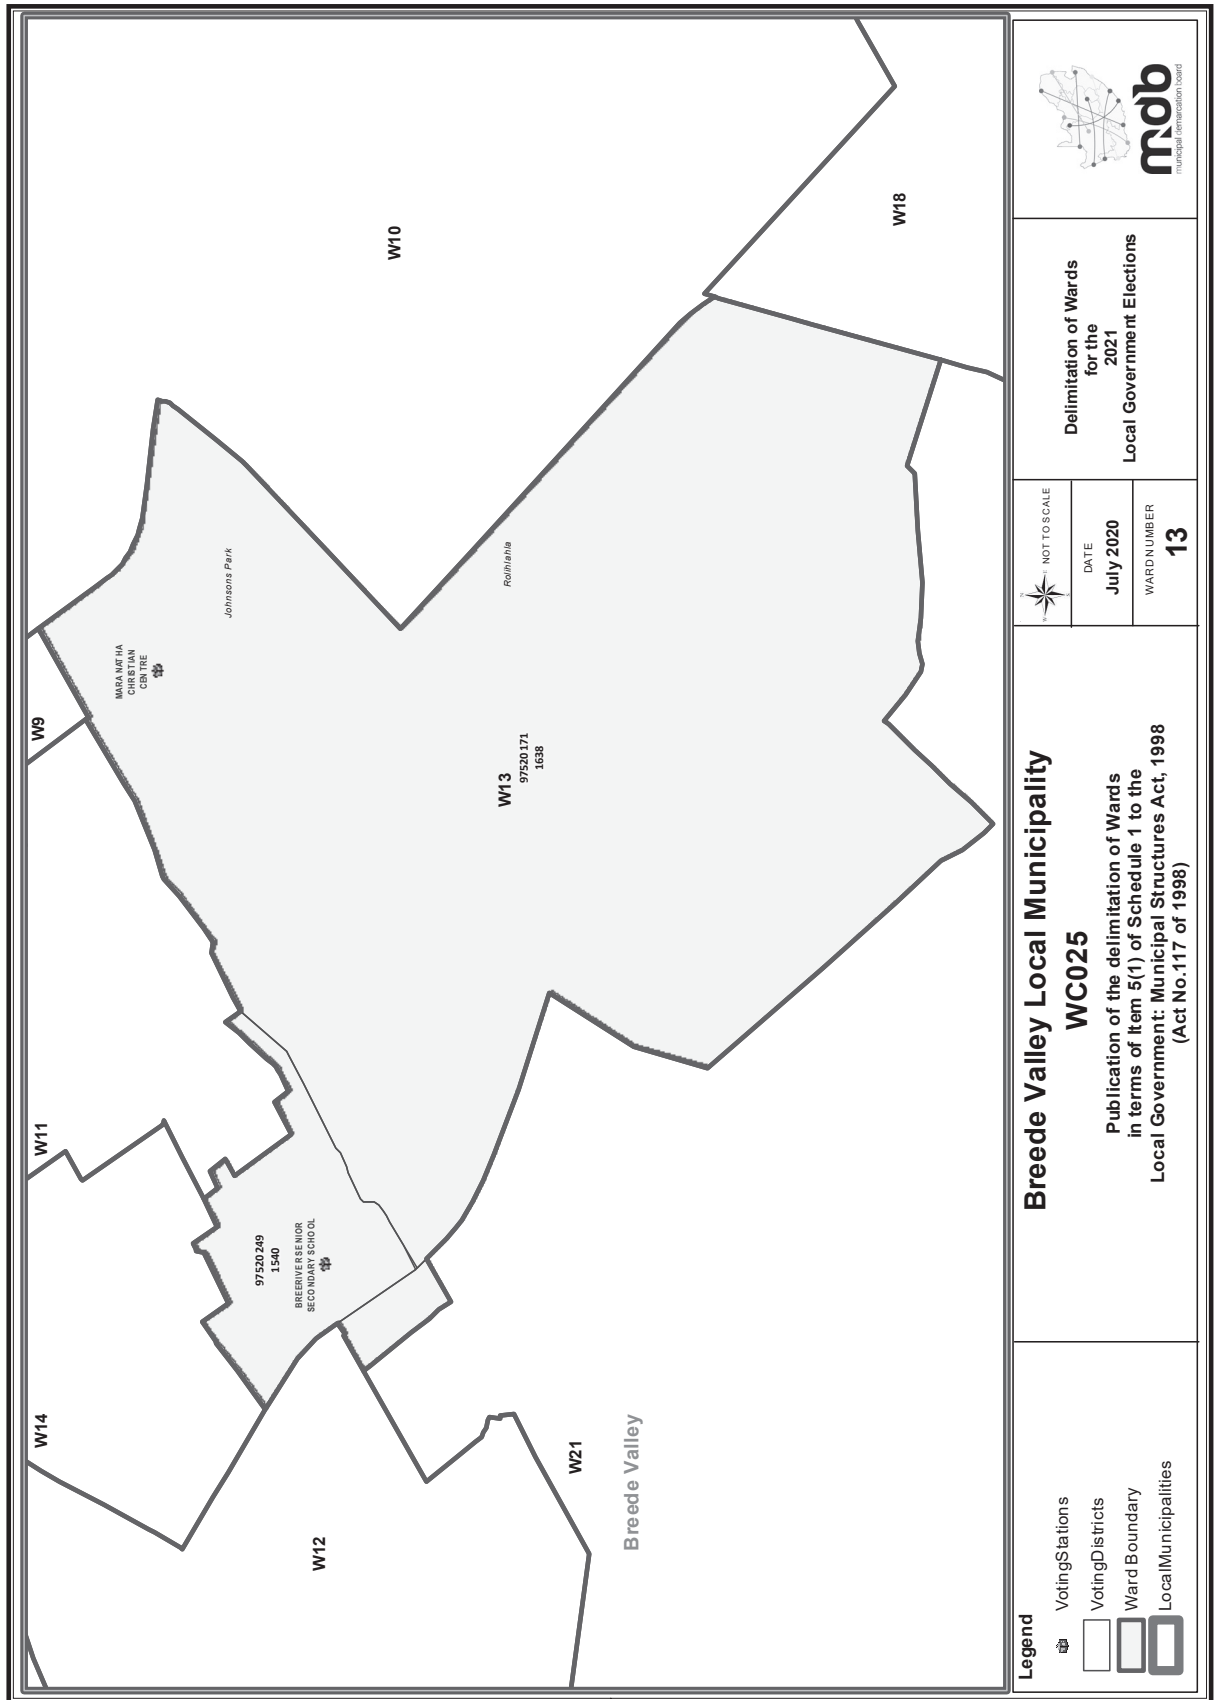 W9
W11
W14
W10
W18
W12
W21
MARANATHA
CHRISTIAN
CENTRE
Johnsons Park
Rolihlahla
W13
97520171
1638
97520249
1540
BREERIVER SENIOR
SECONDARY SCHOOL
Breede Valley
Legend
VotingStations
VotingDistricts
Ward Boundary
LocalMunicipalities
Breede Valley Local Municipality
WC025
Publication of the delimitation of Wards
in terms of Item 5(1) of Schedule 1 to the
Local Government: Municipal Structures Act, 1998
(Act No.117 of 1998)
N
W
E
S
NOT TO SCALE
DATE
July 2020
WARD NUMBER
13
Delimitation of Wards
for the
2021
Local Government Elections
mdb
municipal demarcation board